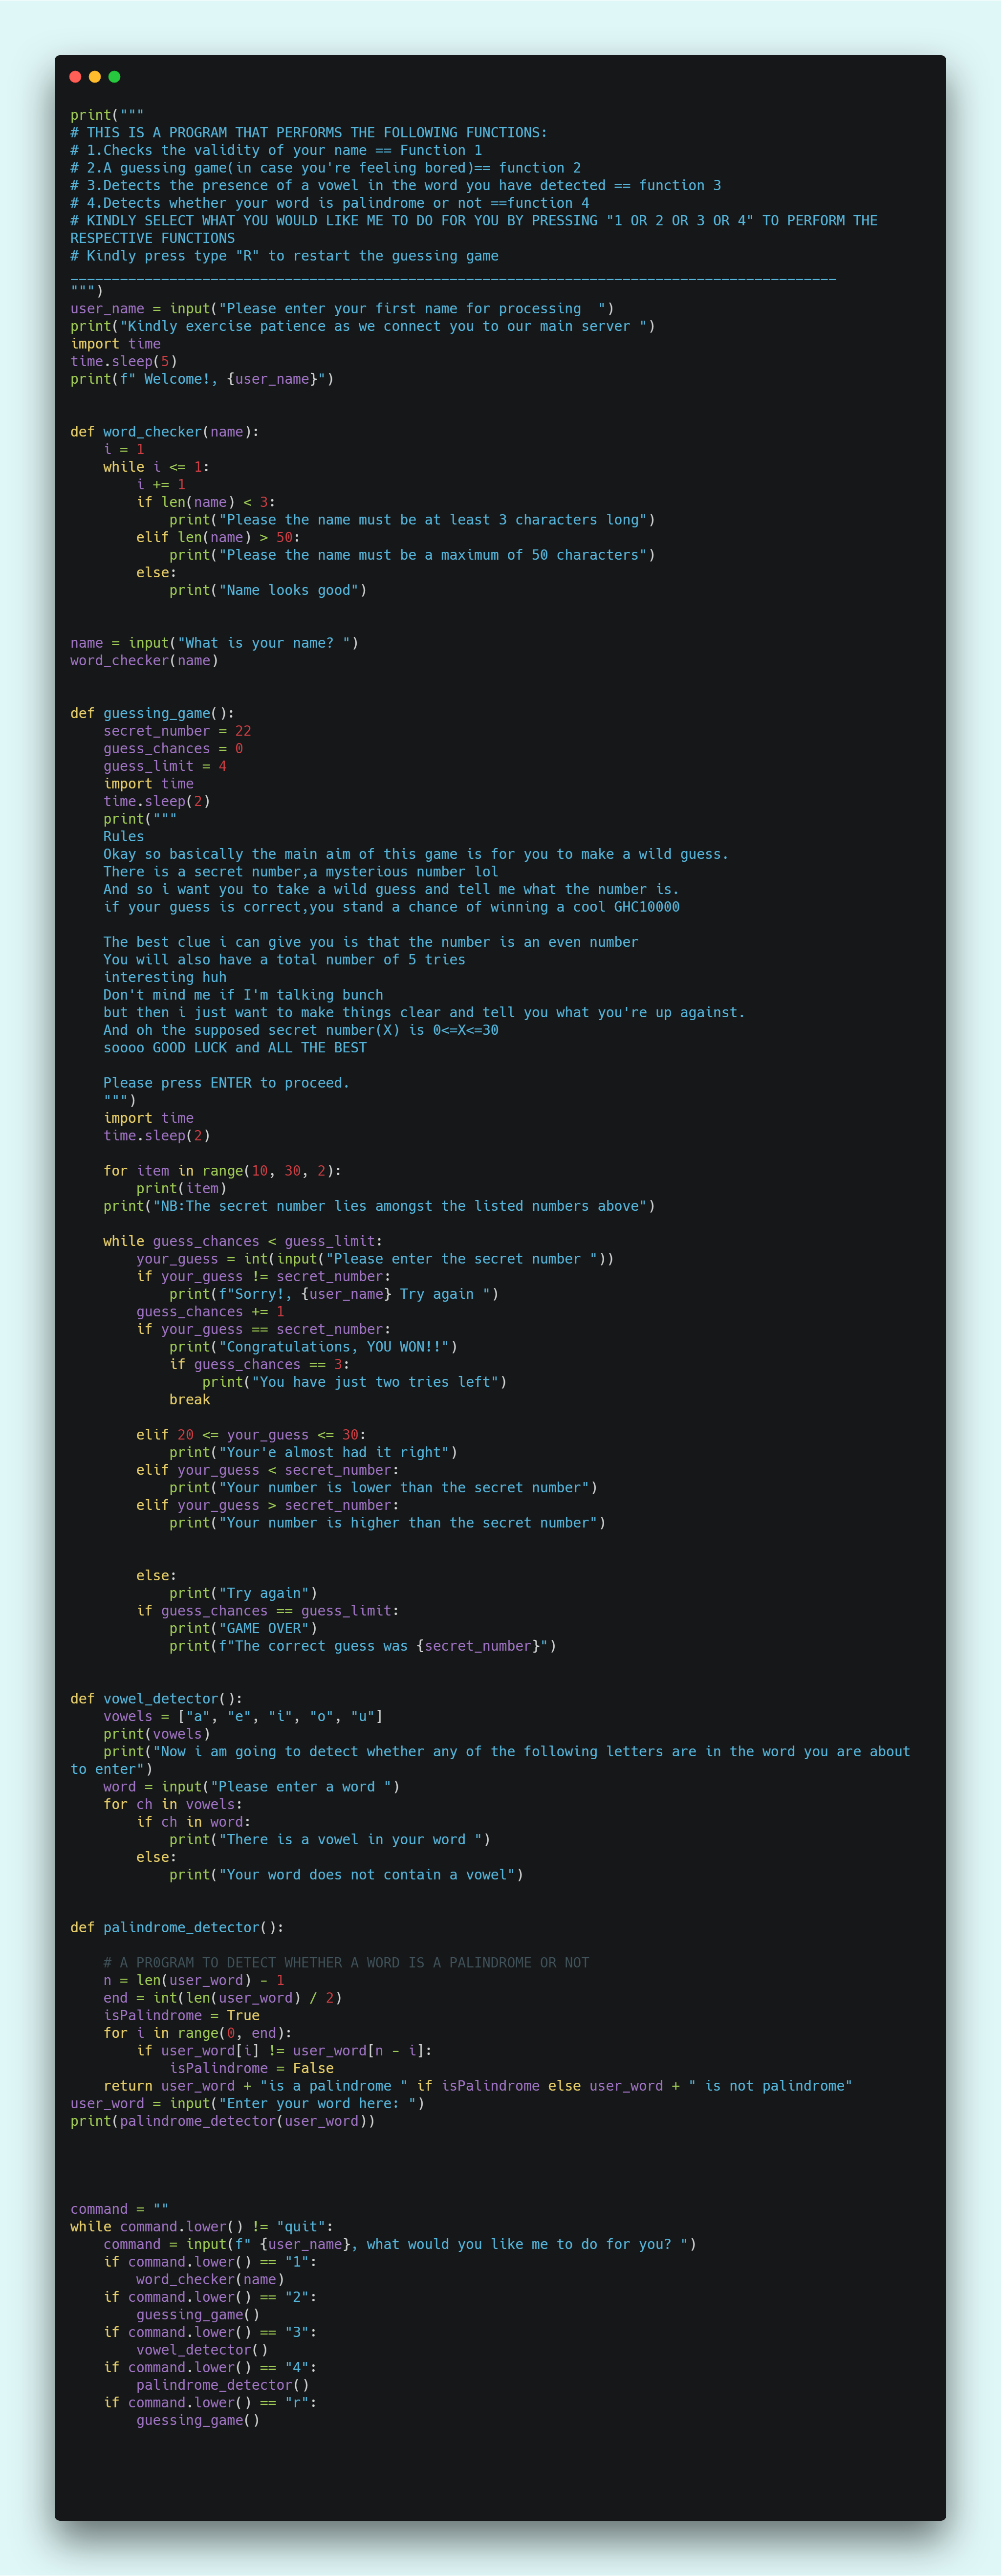 print("""
# THIS IS A PROGRAM THAT PERFORMS THE FOLLOWING FUNCTIONS:
# 1.Checks the validity of your name == Function 1
# 2.A guessing game(in case you're feeling bored)== function 2
# 3.Detects the presence of a vowel in the word you have detected == function 3
# 4.Detects whether your word is palindrome or not ==function 4
# KINDLY SELECT WHAT YOU WOULD LIKE ME TO DO FOR YOU BY PRESSING "1 OR 2 OR 3 OR 4" TO PERFORM THE
RESPECTIVE FUNCTIONS
# Kindly press type "R" to restart the guessing game
_____________________________________________________________________________________________
""")
user_name = input("Please enter your first name for processing  ")
print("Kindly exercise patience as we connect you to our main server ")
import time
time.sleep(5)
print(f" Welcome!, {user_name}")


def word_checker(name):
    i = 1
    while i <= 1:
        i += 1
        if len(name) < 3:
            print("Please the name must be at least 3 characters long")
        elif len(name) > 50:
            print("Please the name must be a maximum of 50 characters")
        else:
            print("Name looks good")


name = input("What is your name? ")
word_checker(name)


def guessing_game():
    secret_number = 22
    guess_chances = 0
    guess_limit = 4
    import time
    time.sleep(2)
    print("""
    Rules
    Okay so basically the main aim of this game is for you to make a wild guess.
    There is a secret number,a mysterious number lol
    And so i want you to take a wild guess and tell me what the number is.
    if your guess is correct,you stand a chance of winning a cool GHC10000

    The best clue i can give you is that the number is an even number
    You will also have a total number of 5 tries
    interesting huh
    Don't mind me if I'm talking bunch
    but then i just want to make things clear and tell you what you're up against.
    And oh the supposed secret number(X) is 0<=X<=30
    soooo GOOD LUCK and ALL THE BEST

    Please press ENTER to proceed.
    """)
    import time
    time.sleep(2)

    for item in range(10, 30, 2):
        print(item)
    print("NB:The secret number lies amongst the listed numbers above")

    while guess_chances < guess_limit:
        your_guess = int(input("Please enter the secret number "))
        if your_guess != secret_number:
            print(f"Sorry!, {user_name} Try again ")
        guess_chances += 1
        if your_guess == secret_number:
            print("Congratulations, YOU WON!!")
            if guess_chances == 3:
                print("You have just two tries left")
            break

        elif 20 <= your_guess <= 30:
            print("Your'e almost had it right")
        elif your_guess < secret_number:
            print("Your number is lower than the secret number")
        elif your_guess > secret_number:
            print("Your number is higher than the secret number")


        else:
            print("Try again")
        if guess_chances == guess_limit:
            print("GAME OVER")
            print(f"The correct guess was {secret_number}")


def vowel_detector():
    vowels = ["a", "e", "i", "o", "u"]
    print(vowels)
    print("Now i am going to detect whether any of the following letters are in the word you are about
to enter")
    word = input("Please enter a word ")
    for ch in vowels:
        if ch in word:
            print("There is a vowel in your word ")
        else:
            print("Your word does not contain a vowel")


def palindrome_detector():

    # A PR0GRAM TO DETECT WHETHER A WORD IS A PALINDROME OR NOT
    n = len(user_word) - 1
    end = int(len(user_word) / 2)
    isPalindrome = True
    for i in range(0, end):
        if user_word[i] != user_word[n - i]:
            isPalindrome = False
    return user_word + "is a palindrome " if isPalindrome else user_word + " is not palindrome"
user_word = input("Enter your word here: ")
print(palindrome_detector(user_word))




command = ""
while command.lower() != "quit":
    command = input(f" {user_name}, what would you like me to do for you? ")
    if command.lower() == "1":
        word_checker(name)
    if command.lower() == "2":
        guessing_game()
    if command.lower() == "3":
        vowel_detector()
    if command.lower() == "4":
        palindrome_detector()
    if command.lower() == "r":
        guessing_game()